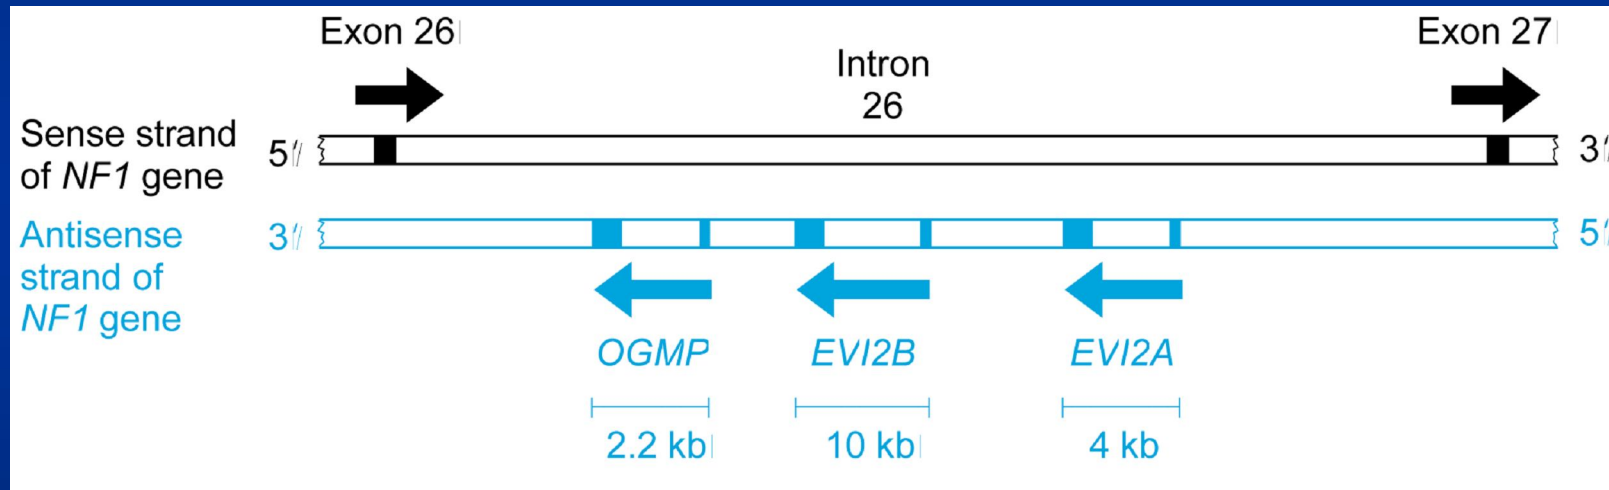 Exon 26
Exon 27
Intron
26
Sense strand
of NF1 gene
5'
3'
Antisense
strand of
NF1 gene
3'
5'
OGMP
EVI2B
EVI2A
2.2 kb
10 kb
4 kb